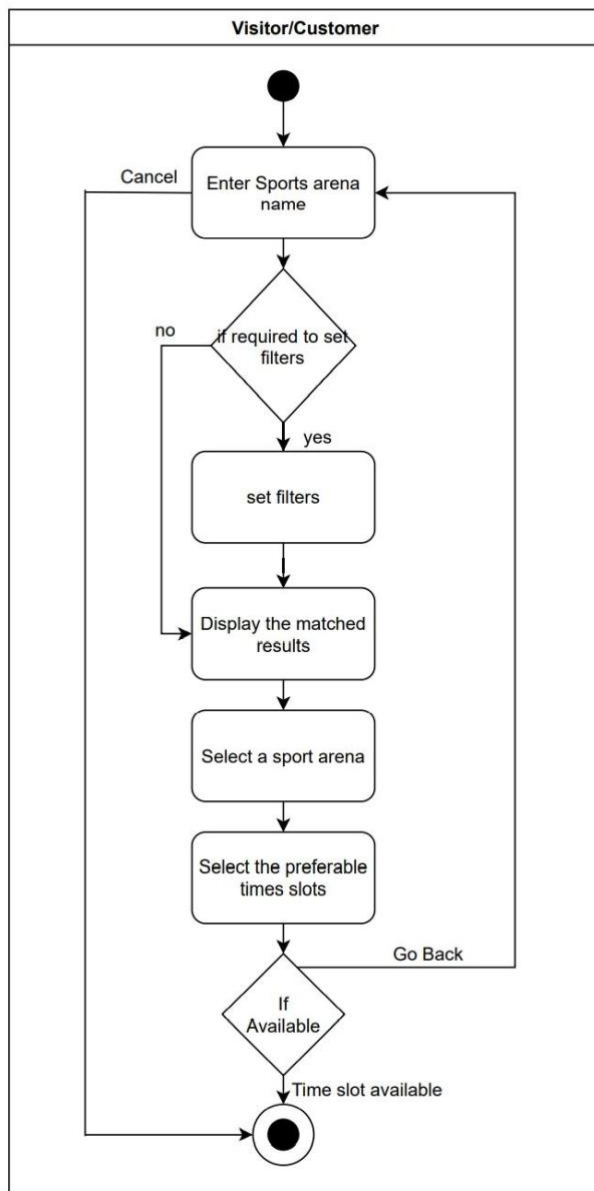 Visitor/Customer
Cancel
Enter Sports arena
name
no
if required to set
filters
yes
set filters
Display the matched
results
Select a sport arena
Select the preferable
times slots
Go Back
If
Available
Time slot available